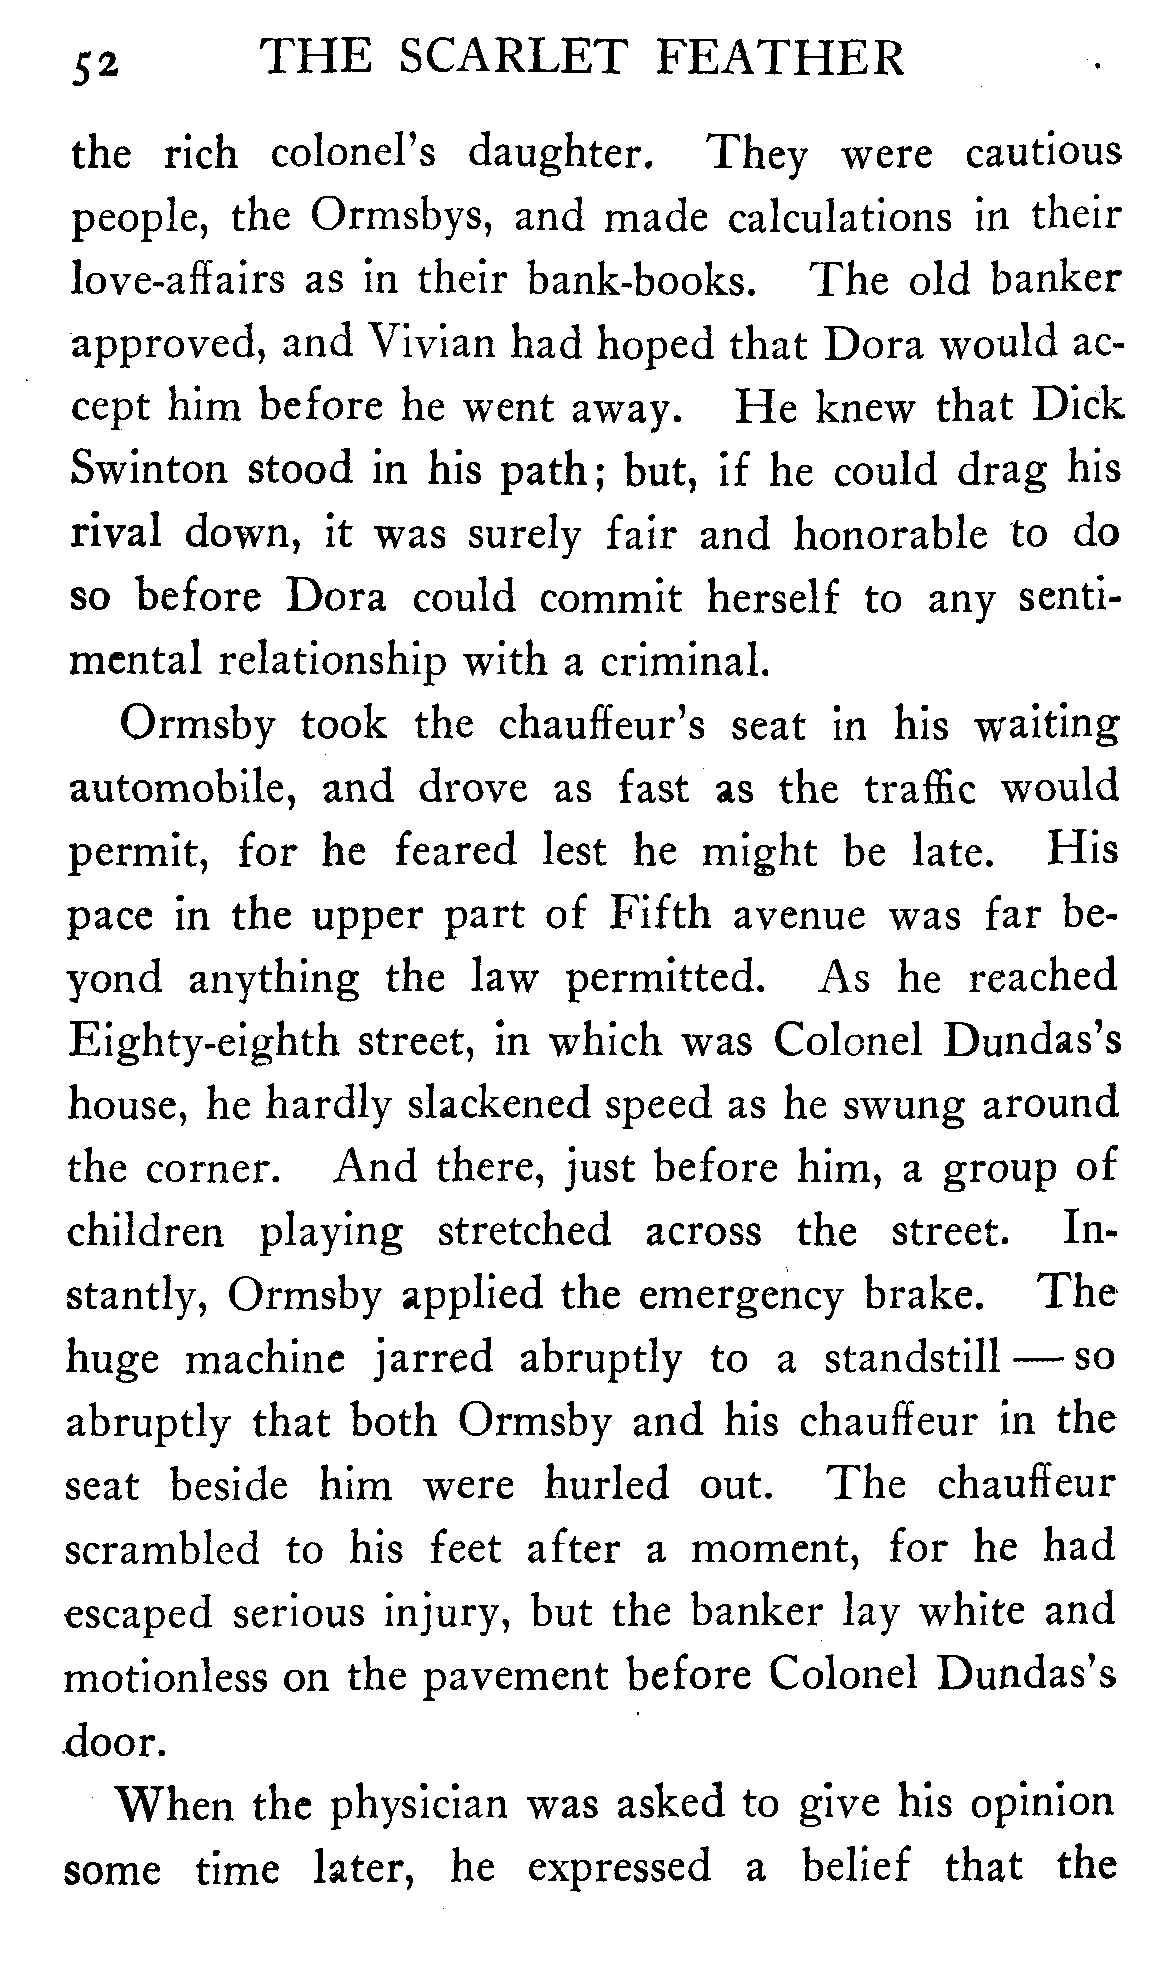 52 THE SCARLET FEATHER
the rich colonel's daughter. They were cautious
people, the Ormsbys, and made calculations in their
love-affairs as in their bank-books. The old banker
approved, and Vivian had hoped that Dora would ac-
cept him before he went away. He knew that Dick
Swinton stood in his path; but, if he could drag his
rival down, it was surely fair and honorable to do
so before Dora could commit herself to any senti-
mental relationship with a criminal.
Ormsby took the chauffeur's seat in his waiting
automobile, and drove as fast as the traffic would
permit, for he feared lest he might be late. His
pace in the upper part of Fifth avenue was far be-
yond anything the law permitted. As he reached
Eighty-eighth street, in which was Colonel Dundas's
house, he hardly slackened speed as he swung around
the corner. And there, just before him, a group of
children playing stretched across the street. In-
stantly, Ormsby applied the emergency brake. The
huge machine jarred abruptly to a standstill — so
abruptly that both Ormsby and his chauffeur in the
seat beside him were hurled out. The chauffeur
scrambled to his feet after a moment, for he had
escaped serious injury, but the banker lay white and
motionless on the pavement before Colonel Dundas's
door.
When the physician was asked to give his opinion
some time later, he expressed a belief that the